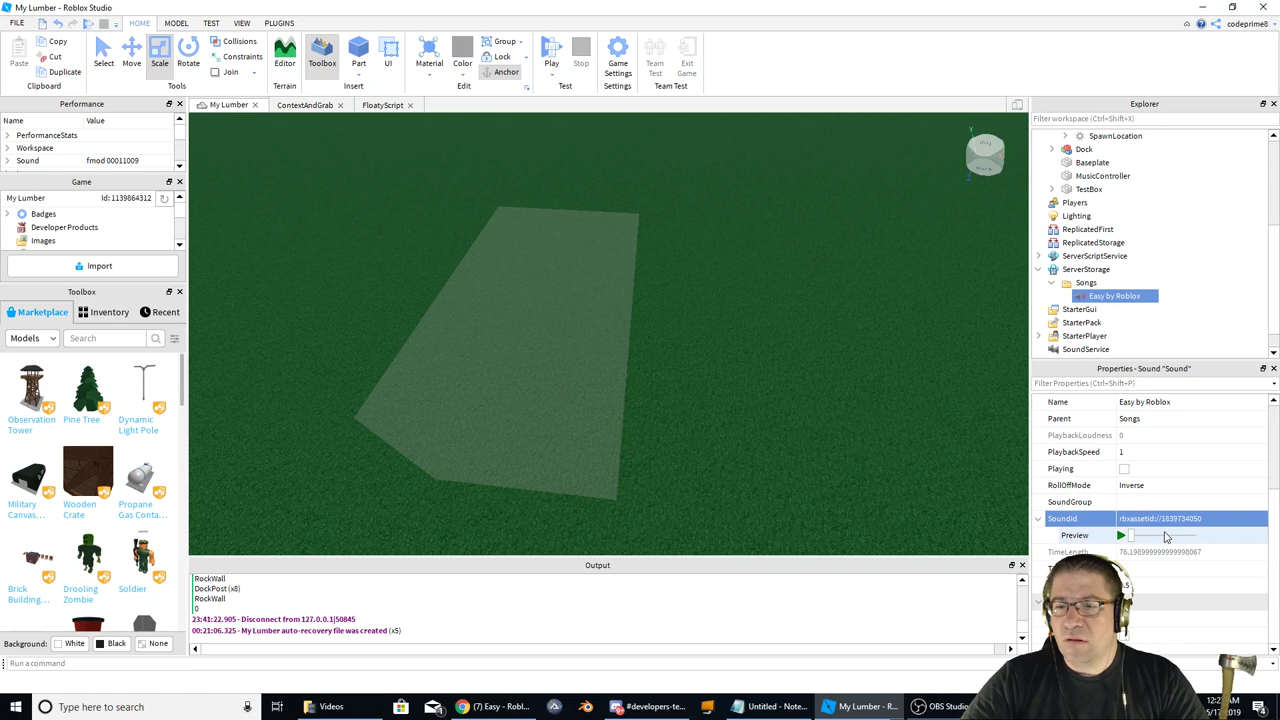 My Lumber - Roblox Studio
FILE HOME MODEL TEST VIEW PLUGINS codeprime8
Paste Copy Cut Duplicate Clipboard
Select Move Scale Rotate Collisions Constraints Join Tools
Editor Terrain Toolbox Part UI Insert
Material Color Group Lock Anchor Edit
Play Stop Test Game Settings Settings Team Test Exit Game Team Test
Performance
Name Value
PerformanceStats
Workspace
Sound fmod 00011009
Game
My Lumber Id: 1139864312
Badges
Developer Products
Images
Import
Toolbox
Marketplace Inventory Recent
Models Search
Observation Tower Pine Tree Dynamic Light Pole
Military Canvas... Wooden Crate Propane Gas Conta...
Brick Building... Drooling Zombie Soldier
Background: White Black None
Run a command
My Lumber ContextAndGrab FloatyScript
Output
RockWall
DockPost (x8)
RockWall
0
23:41:22.905 - Disconnect from 127.0.0.1|50845
00:21:06.325 - My Lumber auto-recovery file was created (x5)
Explorer
Filter workspace (Ctrl+Shift+X)
SpawnLocation
Dock
Baseplate
MusicController
TestBox
Players
Lighting
ReplicatedFirst
ReplicatedStorage
ServerScriptService
ServerStorage
Songs
Easy by Roblox
StarterGui
StarterPack
StarterPlayer
SoundService
Properties - Sound "Sound"
Filter Properties (Ctrl+Shift+P)
Name Easy by Roblox
Parent Songs
PlaybackLoudness 0
PlaybackSpeed 1
Playing
RollOffMode Inverse
SoundGroup
SoundId rbxassetid://1839734050
Preview
TimeLength 76.198999999999998067
Type here to search
Videos
(7) Easy - Robl...
#developers-te...
Untitled - Note...
My Lumber - R...
OBS Studio